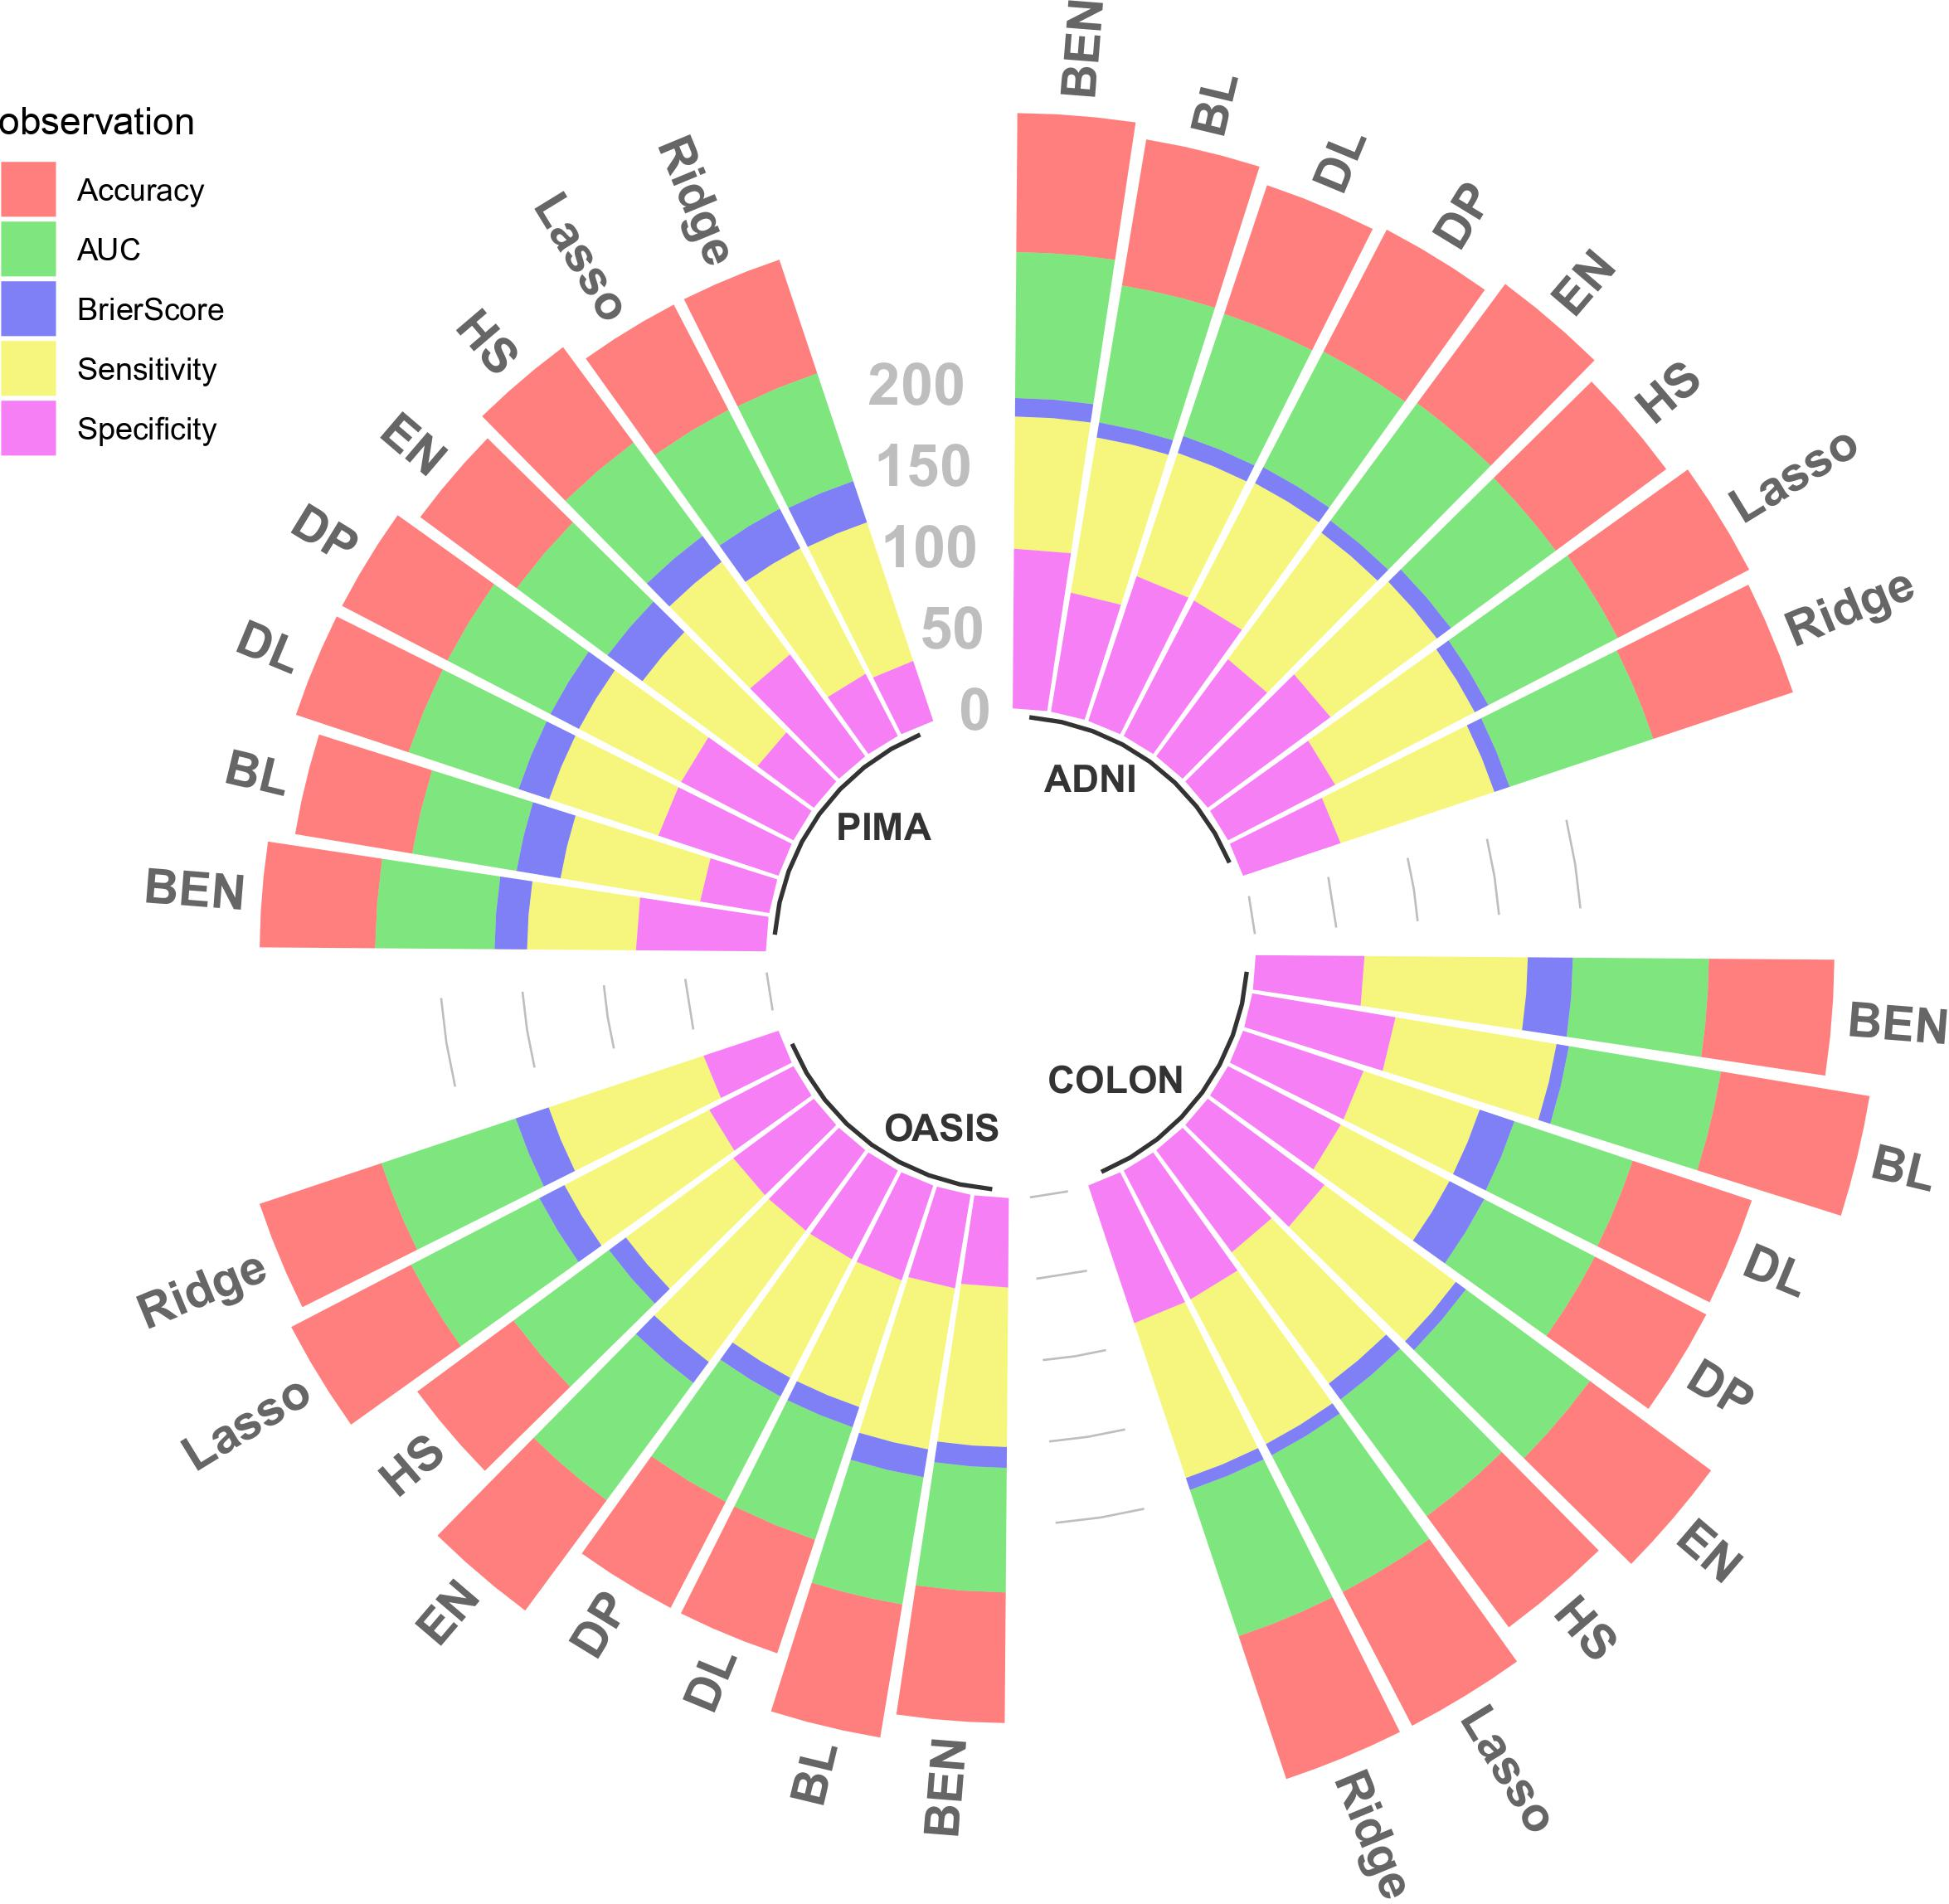 observation
Accuracy
AUC
BrierScore
Sensitivity
Specificity
BEN
BL
DL
DP
EN
HS
Lasso
Ridge
ADNI
BEN
BL
DL
DP
EN
HS
Lasso
Ridge
COLON
BEN
BL
DL
DP
EN
HS
Lasso
Ridge
OASIS
BEN
BL
DL
DP
EN
HS
Lasso
Ridge
PIMA
200
150
100
50
0